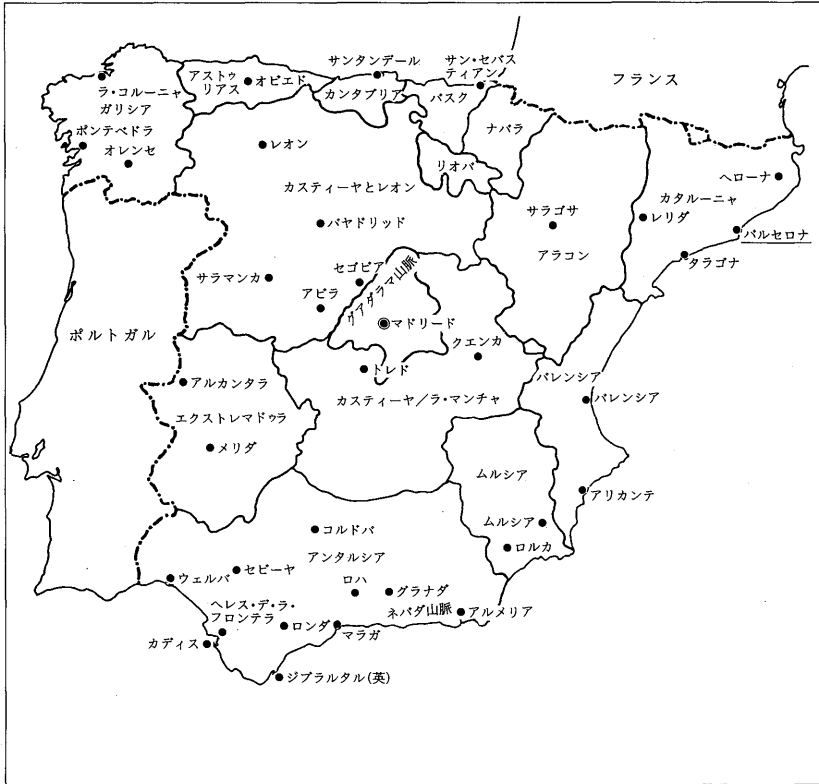 サンタンデール
サン・セバス
ティアン
フランス
アストゥ
リアス
オビエド
カンタブリア
バスク
ラ・コルーニャ
ガリシア
ナバラ
ポンテベドラ
オレンセ
レオン
リオバ
ヘローナ
カスティーヤとレオン
カタルーニャ
サラゴサ
レリダ
バヤドリッド
バルセロナ
アラコン
タラゴナ
セゴビア
グアダラマ山脈
サラマンカ
アビラ
マドリード
ポルトガル
クエンカ
トレド
バレンシア
アルカンタラ
カスティーヤ/ラ・マンチャ
バレンシア
エクストレマドゥラ
メリダ
ムルシア
アリカンテ
ムルシア
コルドバ
ロルカ
アンタルシア
セビーヤ
ウェルバ
ロハ
グラナダ
ネバダ山脈
アルメリア
ヘレス・デ・ラ・
フロンテラ
ロンダ
マラガ
カディス
ジブラルタル(英)